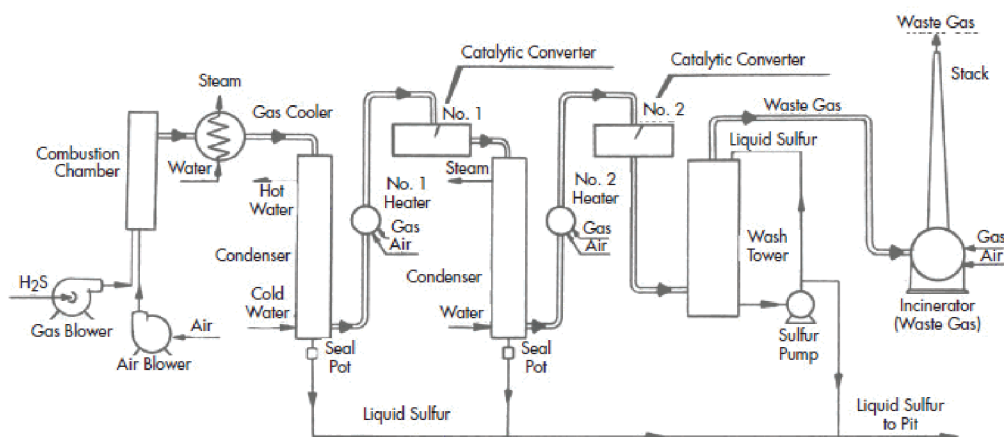 Waste Gas
Stack
Catalytic Converter
Catalytic Converter
Steam
Gas Cooler
No. 1
No. 2
Waste Gas
Liquid Sulfur
Combustion
Chamber
Water
Hot
Water
No. 1
Heater
Steam
No. 2
Heater
Gas
Air
Gas
Air
Condenser
Condenser
Wash
Tower
Gas
Air
H2S
Gas Blower
Cold
Water
Water
Air
Air Blower
Seal
Pot
Seal
Pot
Sulfur
Pump
Incinerator
(Waste Gas)
Liquid Sulfur
Liquid Sulfur
to Pit